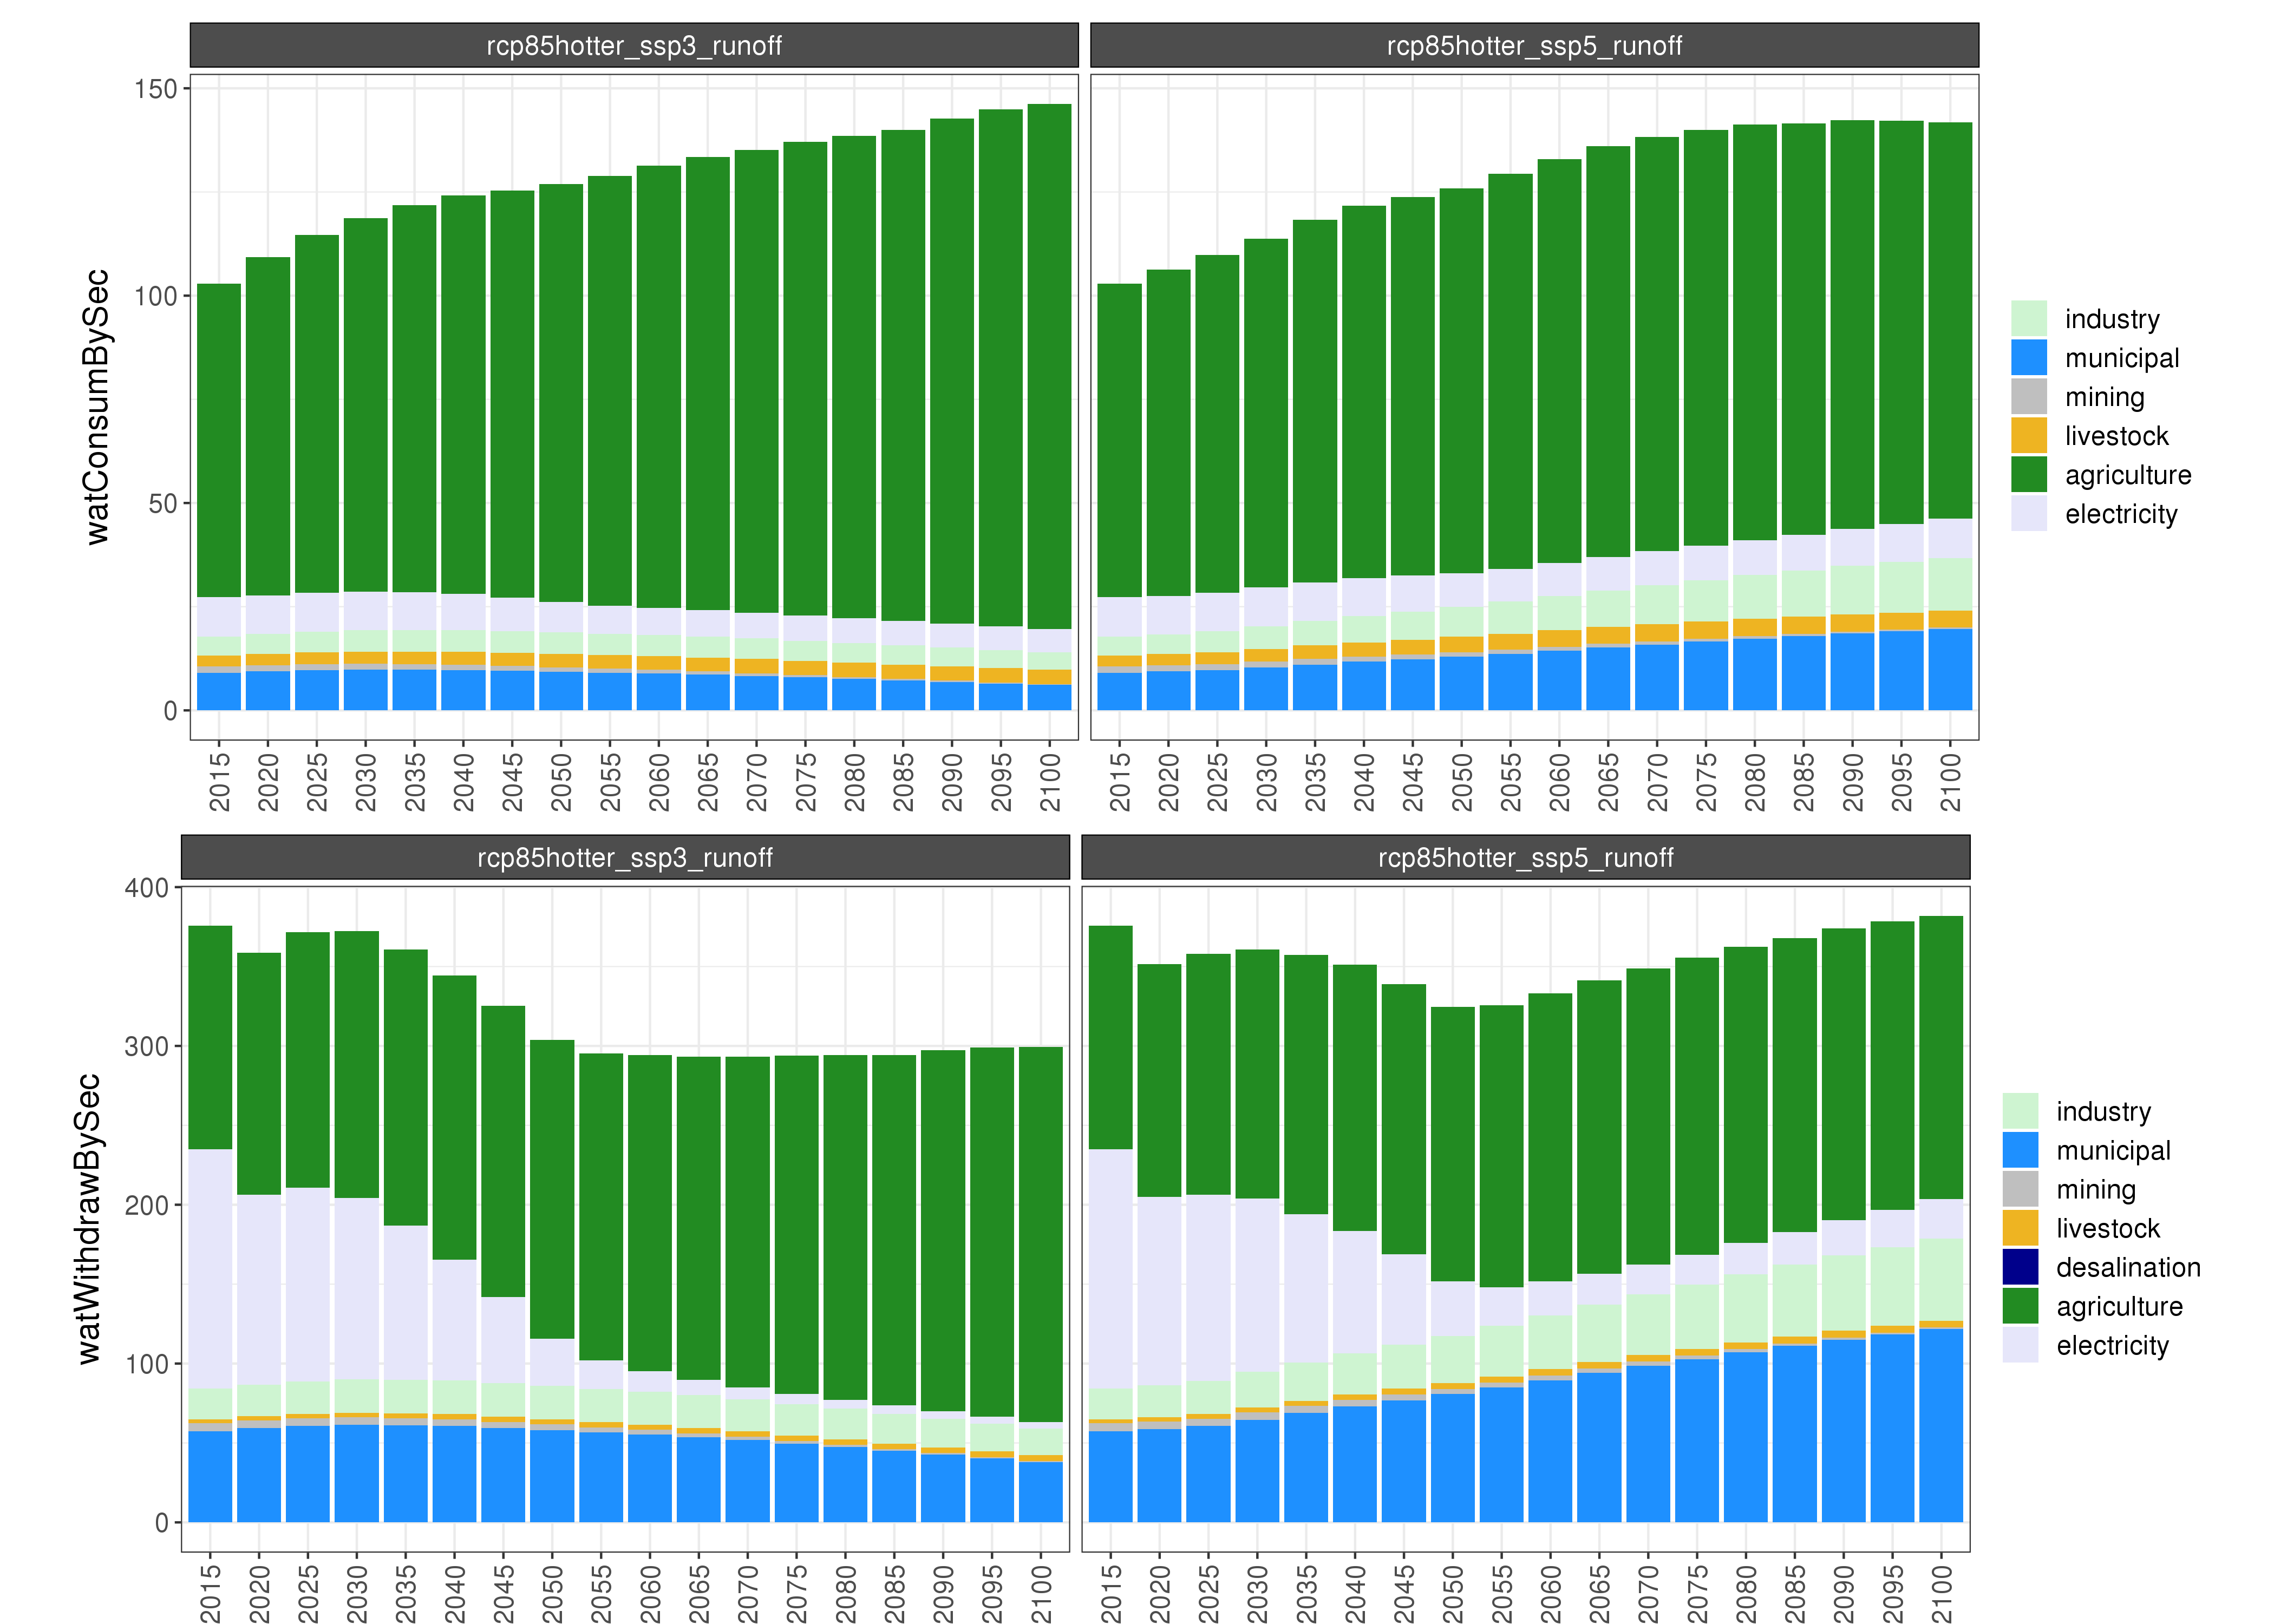 rcp85hotter_ssp3_runoff rcp85hotter_ssp5_runoff
watConsumBySec
150
100
50
0
2015 2020 2025 2030 2035 2040 2045 2050 2055 2060 2065 2070 2075 2080 2085 2090 2095 2100
2015 2020 2025 2030 2035 2040 2045 2050 2055 2060 2065 2070 2075 2080 2085 2090 2095 2100
industry
municipal
mining
livestock
agriculture
electricity
rcp85hotter_ssp3_runoff rcp85hotter_ssp5_runoff
watWithdrawBySec
400
300
200
100
0
2015 2020 2025 2030 2035 2040 2045 2050 2055 2060 2065 2070 2075 2080 2085 2090 2095 2100
2015 2020 2025 2030 2035 2040 2045 2050 2055 2060 2065 2070 2075 2080 2085 2090 2095 2100
industry
municipal
mining
livestock
desalination
agriculture
electricity